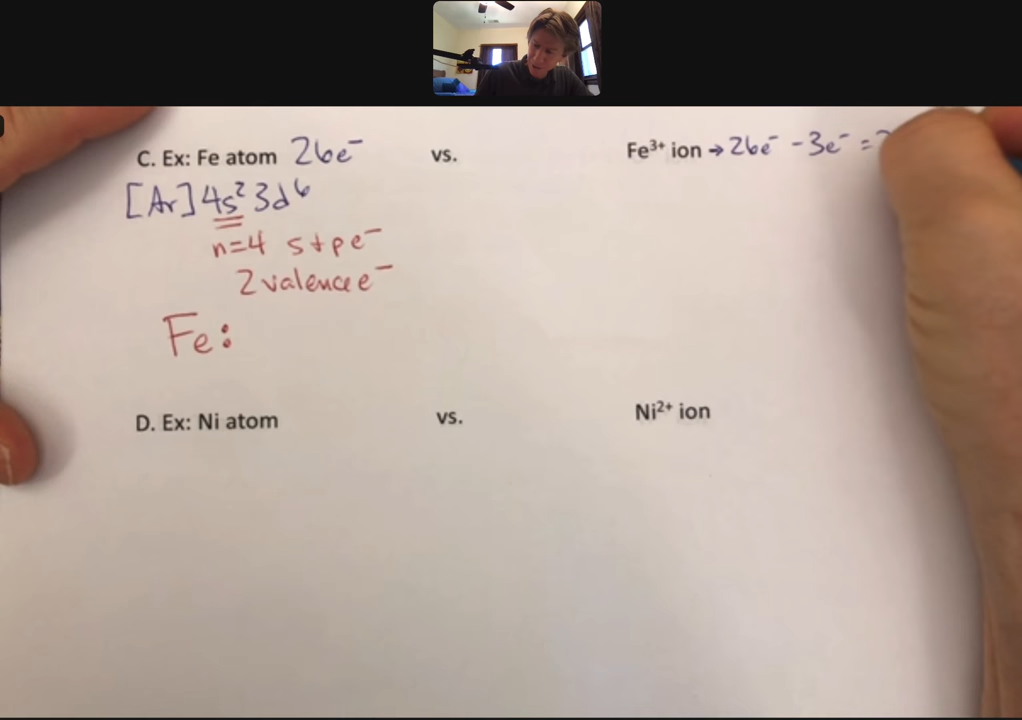 C. Ex: Fe atom 26e⁻ vs. Fe³⁺ ion → 26e⁻ - 3e⁻ =
[Ar] 4s² 3d⁶
n=4 s+p e⁻
2 valence e⁻
Fe:
D. Ex: Ni atom vs. Ni²⁺ ion